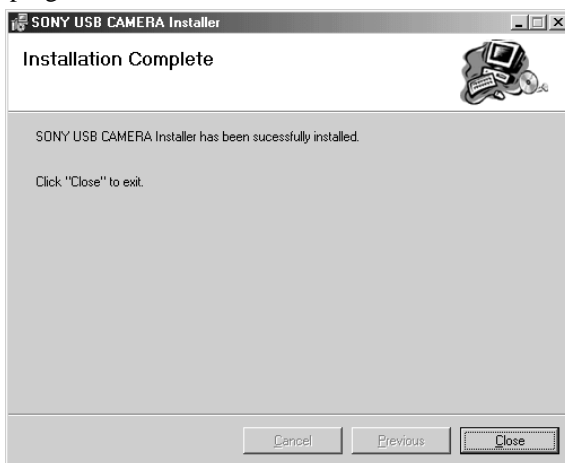 SONY USB CAMERA Installer
Installation Complete
SONY USB CAMERA Installer has been sucessfully installed.
Click "Close" to exit.
Cancel Previous Close